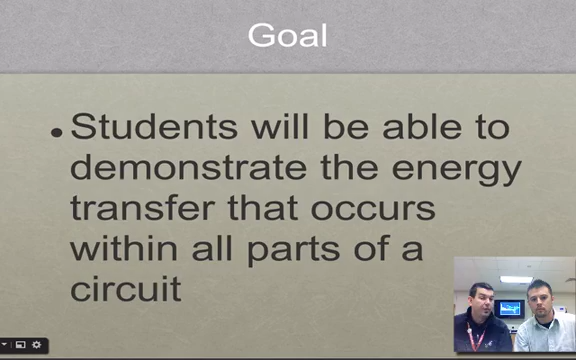 Goal
• Students will be able to
demonstrate the energy
transfer that occurs
within all parts of a
circuit